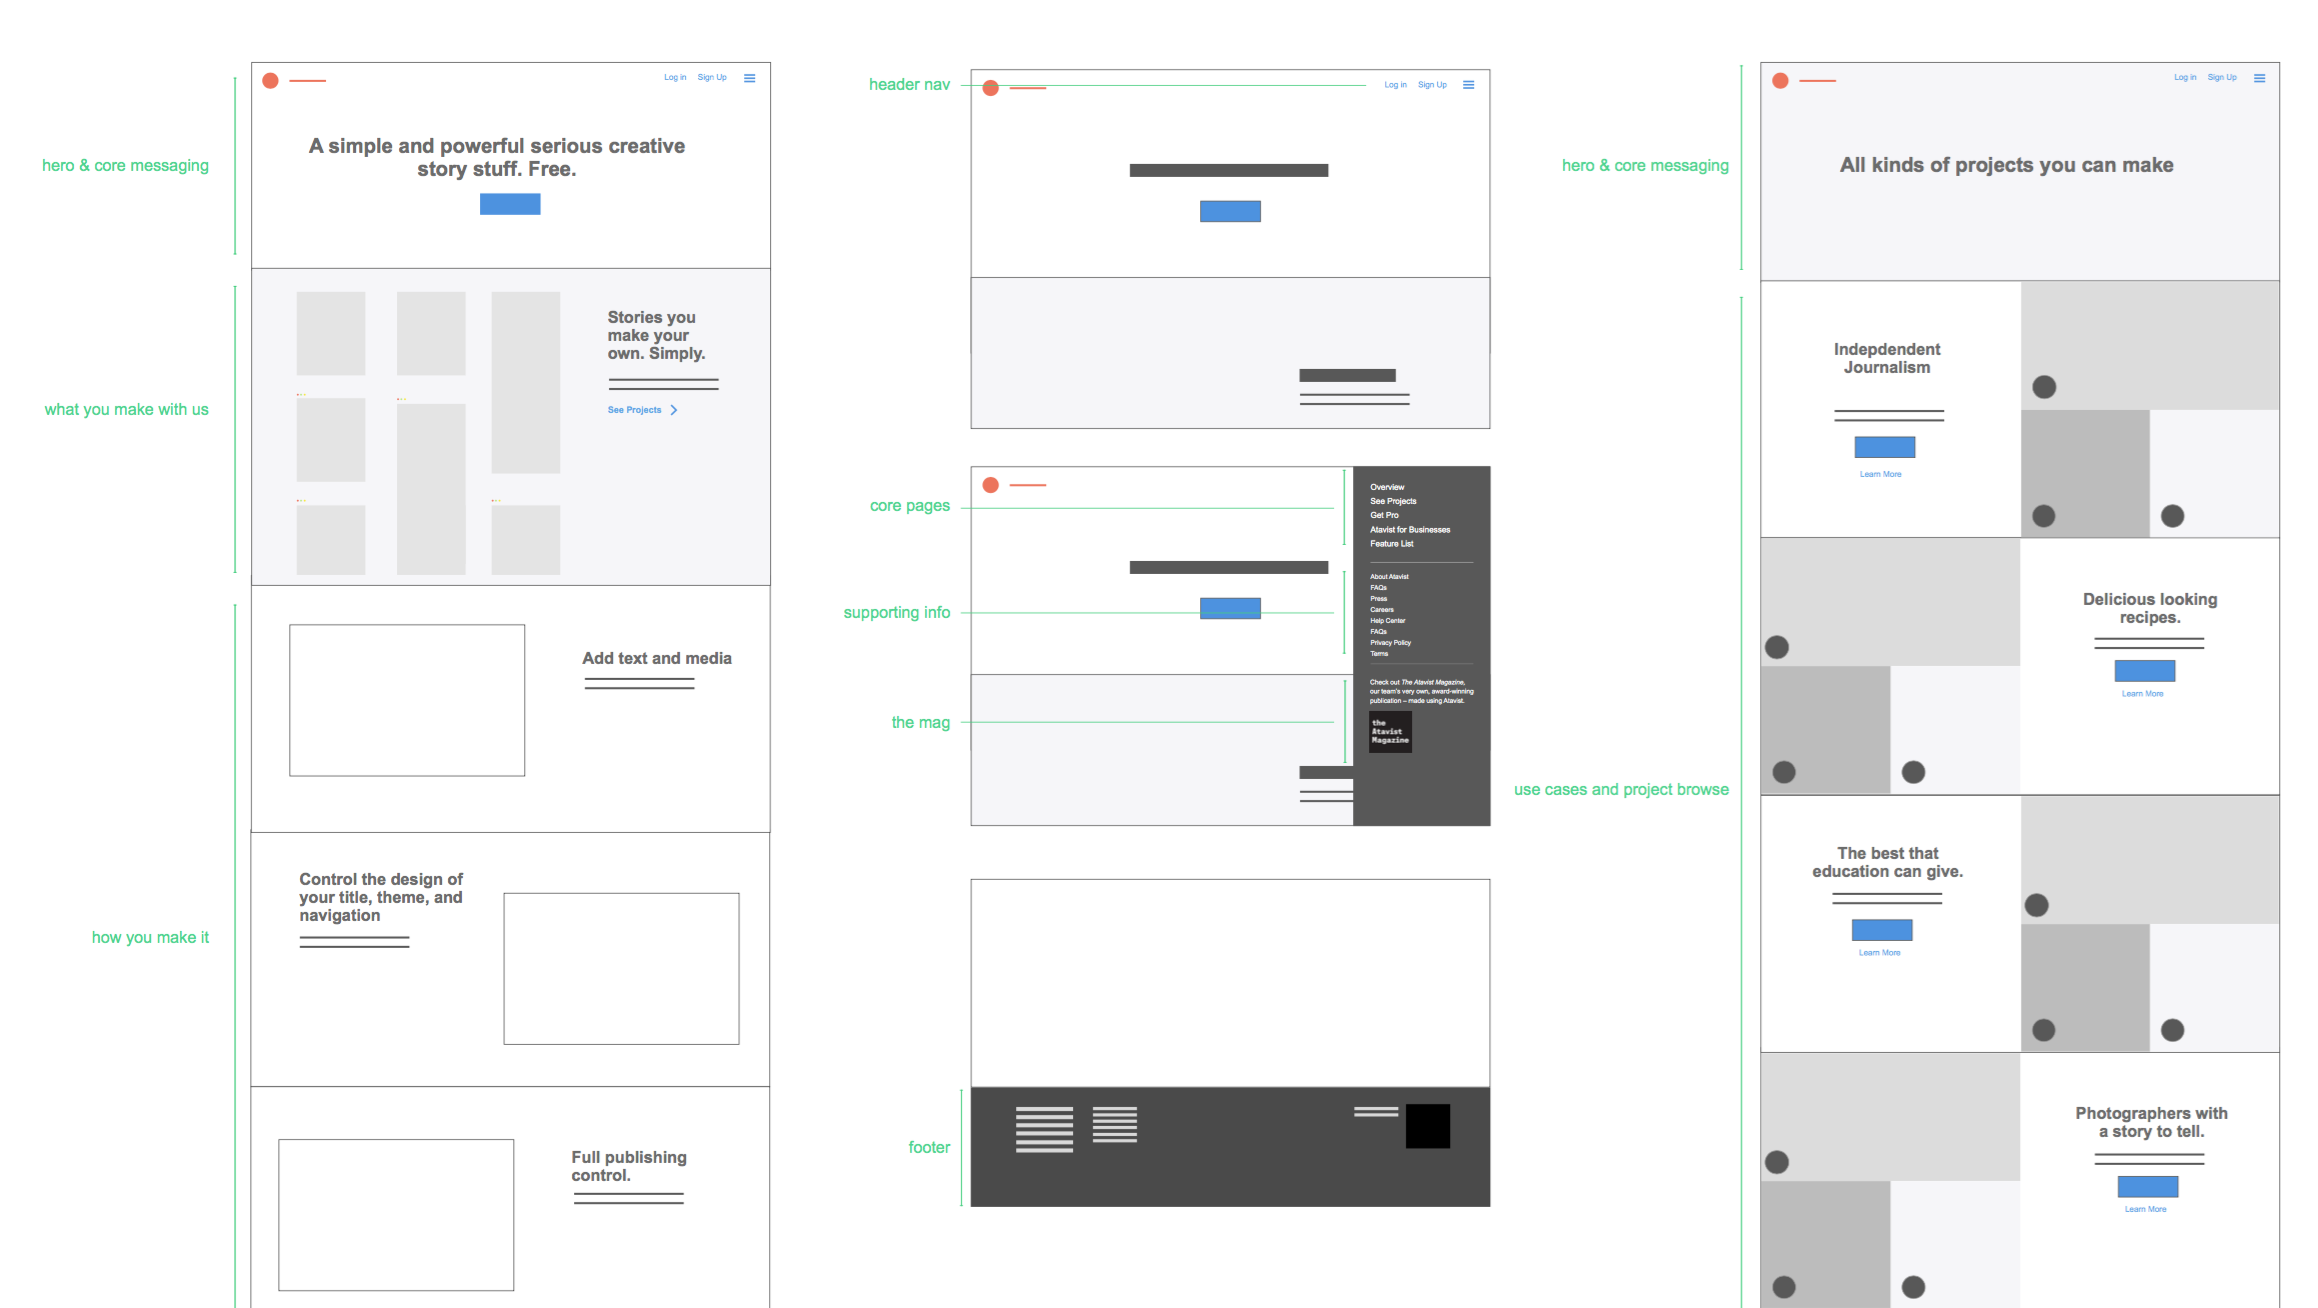 hero & core messaging
Log in Sign Up
A simple and powerful serious creative
story stuff. Free.
what you make with us
Stories you
make your
own. Simply.
See Projects
how you make it
Add text and media
Control the design of
your title, theme, and
navigation
Full publishing
control.
header nav
Log in Sign Up
core pages
Overview
See Projects
Get Pro
Atavist for Businesses
Feature List
supporting info
About Atavist
FAQs
Press
Careers
Help Center
FAQs
Privacy Policy
Terms
the mag
Check out The Atavist Magazine,
our team's very own, award-winning
publication – made using Atavist.
the
Atavist
Magazine
footer
hero & core messaging
Log in Sign Up
All kinds of projects you can make
use cases and project browse
Indepdendent
Journalism
Learn More
Delicious looking
recipes.
Learn More
The best that
education can give.
Learn More
Photographers with
a story to tell.
Learn More